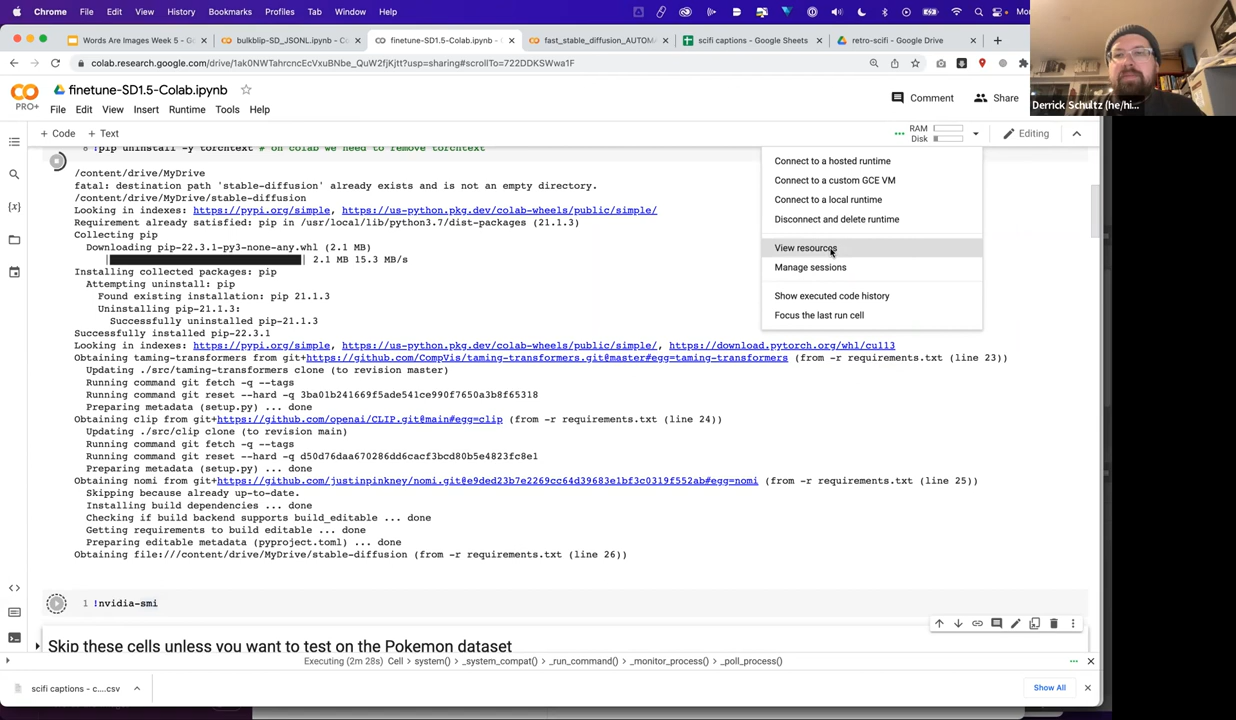 Chrome File Edit View History Bookmarks Profiles Tab Window Help
Words Are Images Week 5 - G
bulkblip-SD_JSONL.ipynb - C
finetune-SD1.5-Colab.ipynb -
fast_stable_diffusion_AUTOMA
scifi captions - Google Sheets
retro-scifi - Google Drive
colab.research.google.com/drive/1ak0NWTahrcncEcVxuBNbe_QuW2fjKjtt?usp=sharing#scrollTo=722DDKSWwa1F
Derrick Schultz (he/hi...
CO
PRO+
finetune-SD1.5-Colab.ipynb
Comment
Share
File Edit View Insert Runtime Tools Help
+ Code + Text
RAM
Disk
Editing
8 !pip uninstall -y torchtext # on colab we need to remove torchtext
/content/drive/MyDrive
fatal: destination path 'stable-diffusion' already exists and is not an empty directory.
/content/drive/MyDrive/stable-diffusion
Looking in indexes: https://pypi.org/simple, https://us-python.pkg.dev/colab-wheels/public/simple/
Requirement already satisfied: pip in /usr/local/lib/python3.7/dist-packages (21.1.3)
Collecting pip
Downloading pip-22.3.1-py3-none-any.whl (2.1 MB)
| | 2.1 MB 15.3 MB/s
Installing collected packages: pip
Attempting uninstall: pip
Found existing installation: pip 21.1.3
Uninstalling pip-21.1.3:
Successfully uninstalled pip-21.1.3
Successfully installed pip-22.3.1
Looking in indexes: https://pypi.org/simple, https://us-python.pkg.dev/colab-wheels/public/simple/, https://download.pytorch.org/whl/cu113
Obtaining taming-transformers from git+https://github.com/CompVis/taming-transformers.git@master#egg=taming-transformers (from -r requirements.txt (line 23))
Updating ./src/taming-transformers clone (to revision master)
Running command git fetch -q --tags
Running command git reset --hard -q 3ba01b241669f5ade541ce990f7650a3b8f65318
Preparing metadata (setup.py) ... done
Obtaining clip from git+https://github.com/openai/CLIP.git@main#egg=clip (from -r requirements.txt (line 24))
Updating ./src/clip clone (to revision main)
Running command git fetch -q --tags
Running command git reset --hard -q d50d76daa670286dd6cacf3bcd80b5e4823fc8e1
Preparing metadata (setup.py) ... done
Obtaining nomi from git+https://github.com/justinpinkney/nomi.git@e9ded23b7e2269cc64d39683e1bf3c0319f552ab#egg=nomi (from -r requirements.txt (line 25))
Skipping because already up-to-date.
Installing build dependencies ... done
Checking if build backend supports build_editable ... done
Getting requirements to build editable ... done
Preparing editable metadata (pyproject.toml) ... done
Obtaining file:///content/drive/MyDrive/stable-diffusion (from -r requirements.txt (line 26))
Connect to a hosted runtime
Connect to a custom GCE VM
Connect to a local runtime
Disconnect and delete runtime
View resources
Manage sessions
Show executed code history
Focus the last run cell
1 !nvidia-smi
Skip these cells unless you want to test on the Pokemon dataset
Executing (2m 28s) Cell > system() > _system_compat() > _run_command() > _monitor_process() > _poll_process()
scifi captions - c....csv
Show All